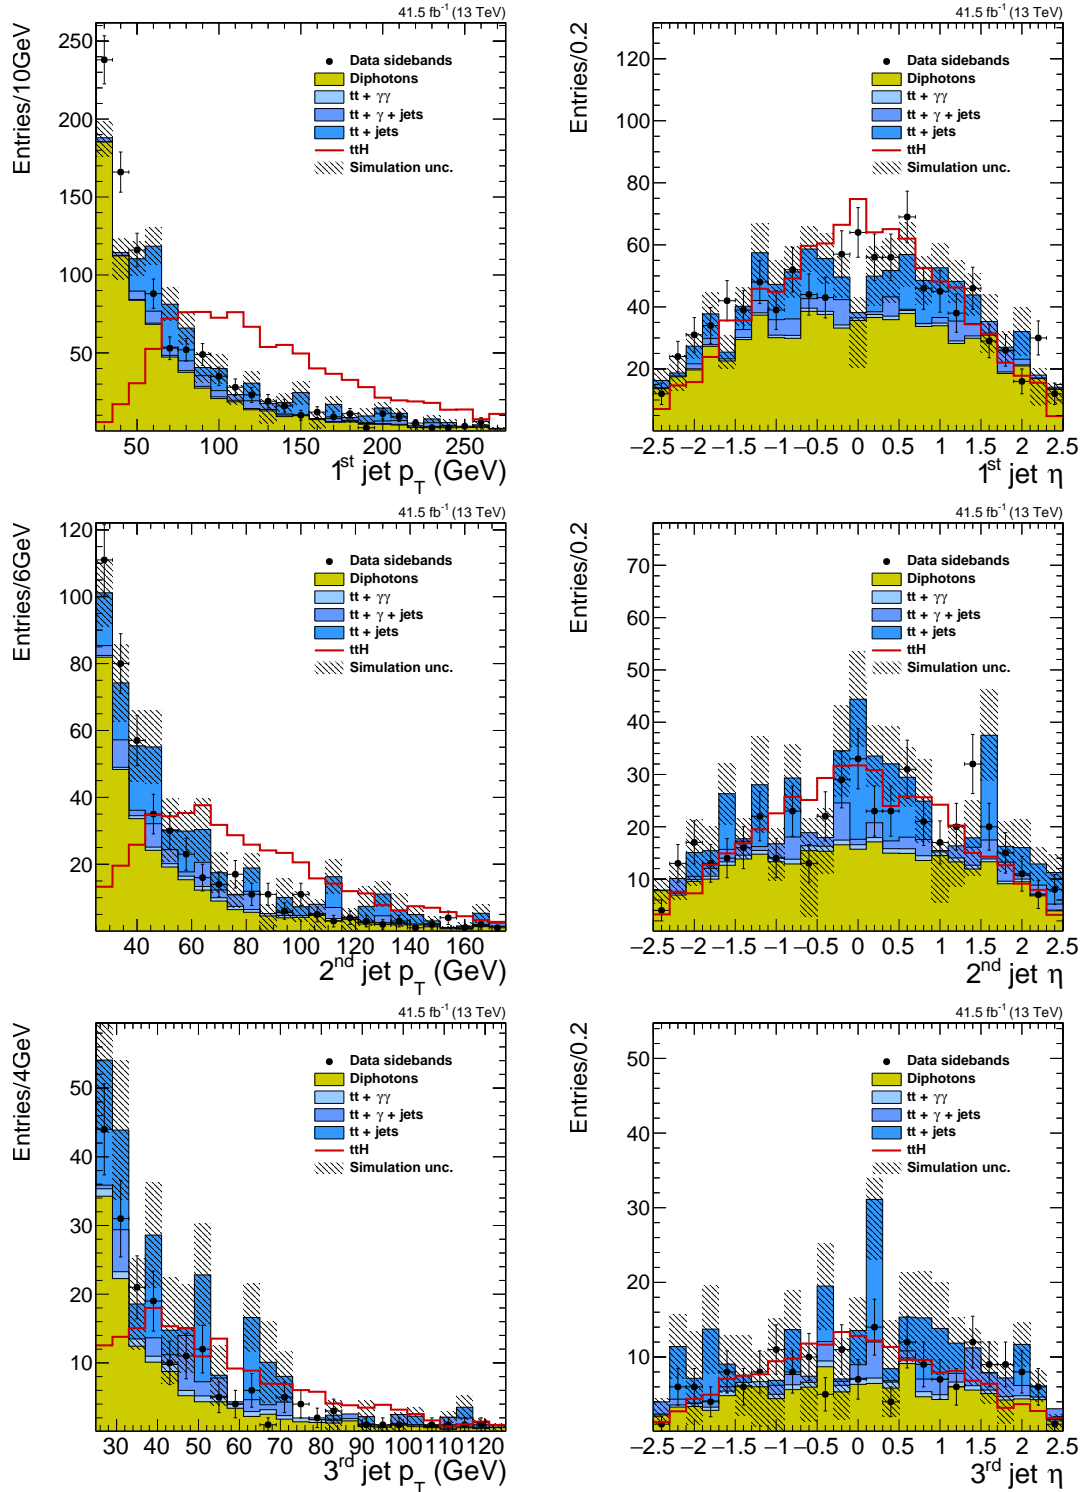 41.5 fb⁻¹ (13 TeV)
Entries/10GeV
250
200
150
100
50
Data sidebands
Diphotons
tt + γγ
tt + γ + jets
tt + jets
ttH
Simulation unc.
50 100 150 200 250
1ˢᵗ jet p_T (GeV)
41.5 fb⁻¹ (13 TeV)
Entries/0.2
120
100
80
60
40
20
Data sidebands
Diphotons
tt + γγ
tt + γ + jets
tt + jets
ttH
Simulation unc.
−2.5 −2 −1.5 −1 −0.5 0 0.5 1 1.5 2 2.5
1ˢᵗ jet η
41.5 fb⁻¹ (13 TeV)
Entries/6GeV
120
100
80
60
40
20
Data sidebands
Diphotons
tt + γγ
tt + γ + jets
tt + jets
ttH
Simulation unc.
40 60 80 100 120 140 160
2ⁿᵈ jet p_T (GeV)
41.5 fb⁻¹ (13 TeV)
Entries/0.2
70
60
50
40
30
20
10
Data sidebands
Diphotons
tt + γγ
tt + γ + jets
tt + jets
ttH
Simulation unc.
−2.5 −2 −1.5 −1 −0.5 0 0.5 1 1.5 2 2.5
2ⁿᵈ jet η
41.5 fb⁻¹ (13 TeV)
Entries/4GeV
50
40
30
20
10
Data sidebands
Diphotons
tt + γγ
tt + γ + jets
tt + jets
ttH
Simulation unc.
30 40 50 60 70 80 90 100 110 120
3ʳᵈ jet p_T (GeV)
41.5 fb⁻¹ (13 TeV)
Entries/0.2
50
40
30
20
10
Data sidebands
Diphotons
tt + γγ
tt + γ + jets
tt + jets
ttH
Simulation unc.
−2.5 −2 −1.5 −1 −0.5 0 0.5 1 1.5 2 2.5
3ʳᵈ jet η